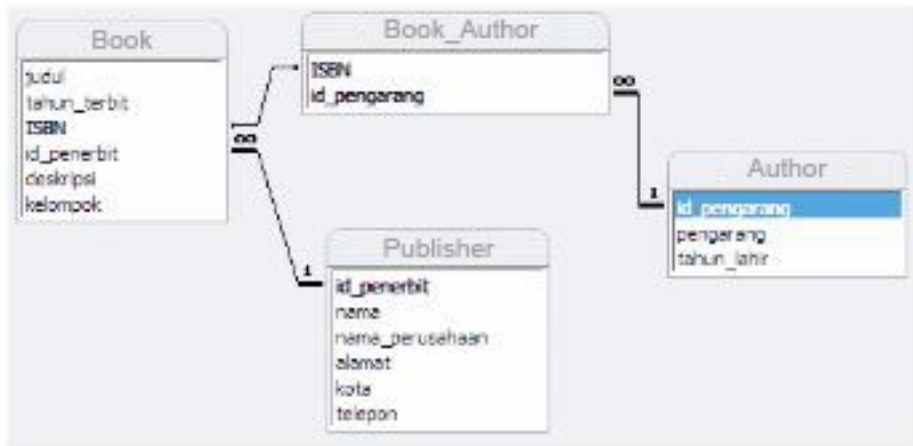 Book
judul
tahun_terbit
ISBN
id_penerbit
deskripsi
kelompok
Book_Author
ISBN
id_pengarang
Author
id_pengarang
pengarang
tahun_lahir
Publisher
id_penerbit
nama
nama_perusahaan
alamat
kota
telepon
∞
∞
1
1